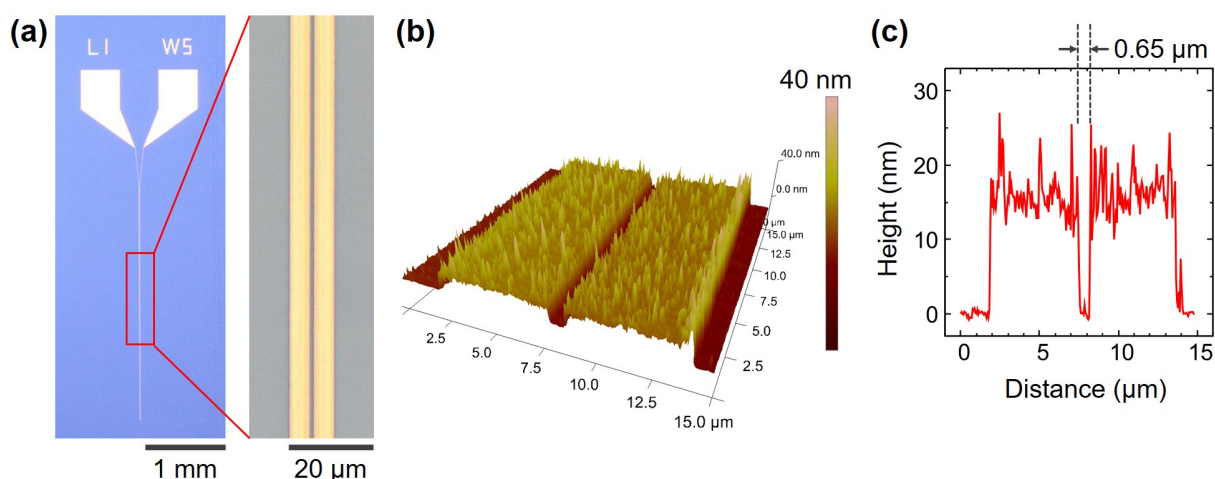 (a)
L1 W5
1 mm
20 µm
(b)
40 nm
40.0 nm
0.0 nm
0 µm
15.0 µm
12.5
10.0
7.5
5.0
2.5
2.5
5.0
7.5
10.0
12.5
15.0 µm
(c)
0.65 µm
30
20
10
0
Height (nm)
0 5 10 15
Distance (µm)